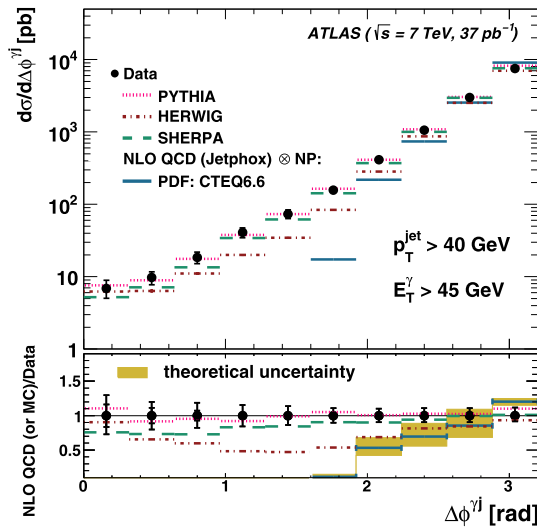 dσ/dΔφ^γj [pb]
ATLAS (√s = 7 TeV, 37 pb⁻¹)
10⁴
10³
10²
10
1
Data
PYTHIA
HERWIG
SHERPA
NLO QCD (Jetphox) ⊗ NP:
PDF: CTEQ6.6
p_T^jet > 40 GeV
E_T^γ > 45 GeV
NLO QCD (or MC)/Data
1.5
1
0.5
theoretical uncertainty
0 1 2 3
Δφ^γj [rad]